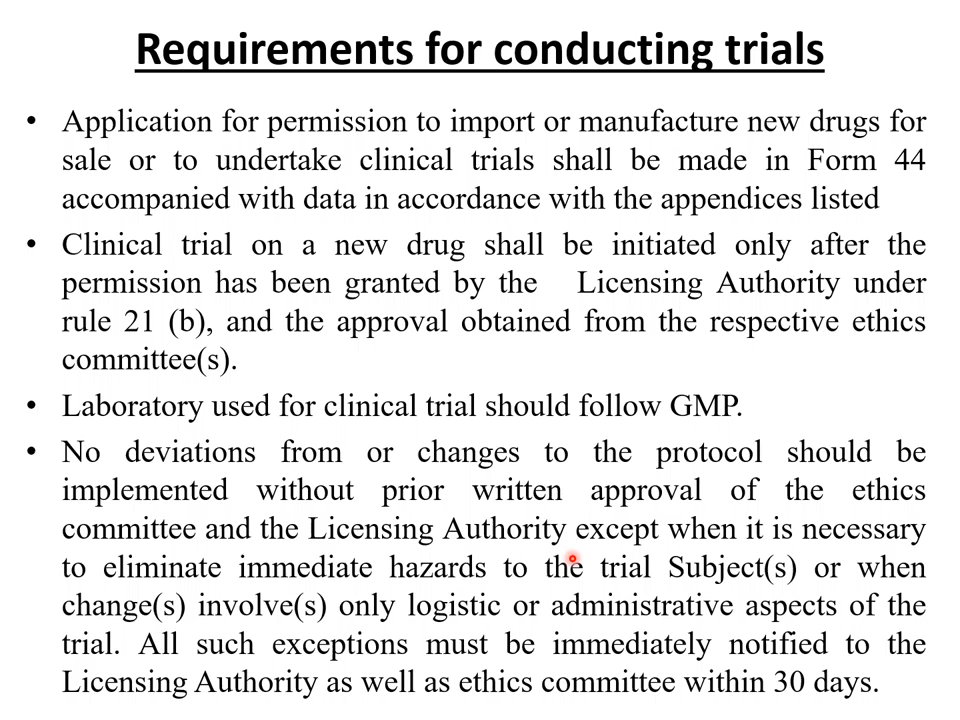 Requirements for conducting trials
• Application for permission to import or manufacture new drugs for
sale or to undertake clinical trials shall be made in Form 44
accompanied with data in accordance with the appendices listed
• Clinical trial on a new drug shall be initiated only after the
permission has been granted by the Licensing Authority under
rule 21 (b), and the approval obtained from the respective ethics
committee(s).
• Laboratory used for clinical trial should follow GMP.
• No deviations from or changes to the protocol should be
implemented without prior written approval of the ethics
committee and the Licensing Authority except when it is necessary
to eliminate immediate hazards to the trial Subject(s) or when
change(s) involve(s) only logistic or administrative aspects of the
trial. All such exceptions must be immediately notified to the
Licensing Authority as well as ethics committee within 30 days.